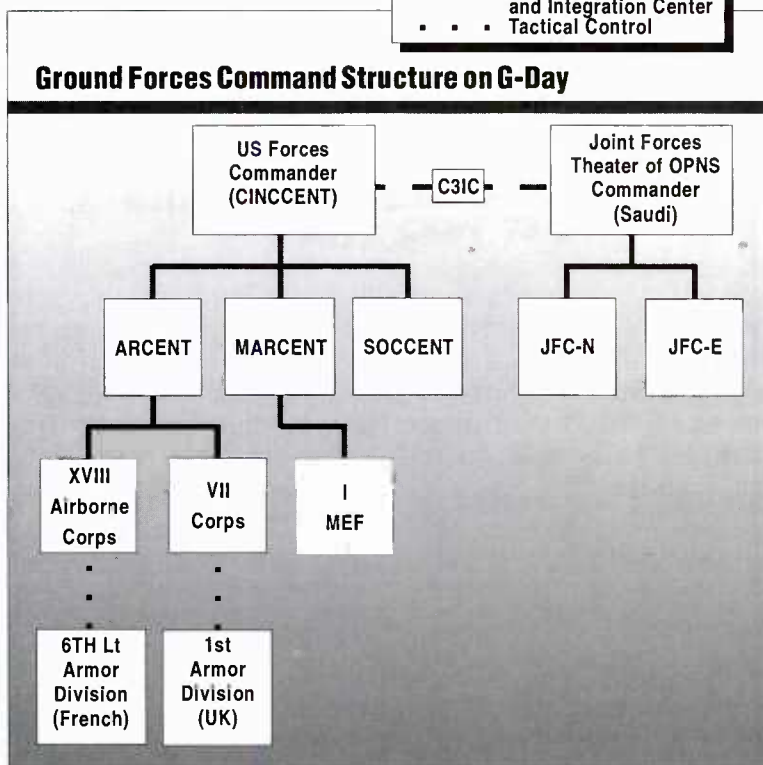 and Integration Center
Tactical Control
Ground Forces Command Structure on G-Day
US Forces
Commander
(CINCCENT)
C3IC
Joint Forces
Theater of OPNS
Commander
(Saudi)
ARCENT
MARCENT
SOCCENT
JFC-N
JFC-E
XVIII
Airborne
Corps
VII
Corps
I
MEF
6TH Lt
Armor
Division
(French)
1st
Armor
Division
(UK)